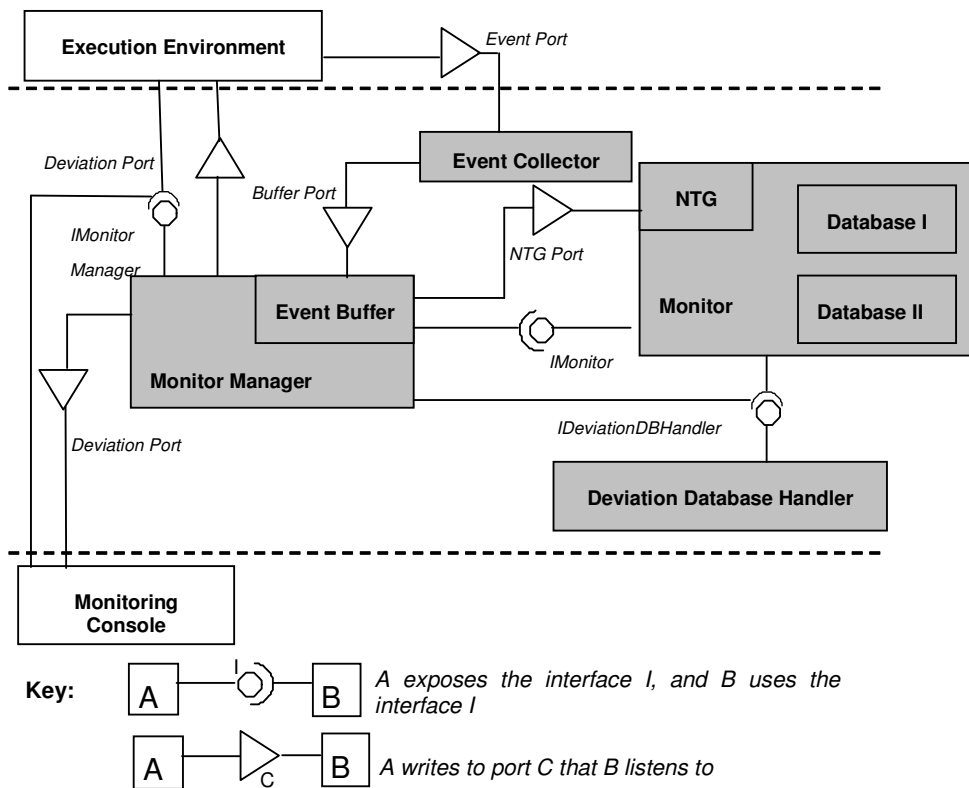 Execution Environment
Event Port
Deviation Port
Event Collector
Buffer Port
NTG
Database I
IMonitor
Manager
NTG Port
Event Buffer
Monitor
Database II
IMonitor
Monitor Manager
Deviation Port
IDeviationDBHandler
Deviation Database Handler
Monitoring
Console
Key:
A
I
B
A exposes the interface I, and B uses the
interface I
A
C
B
A writes to port C that B listens to